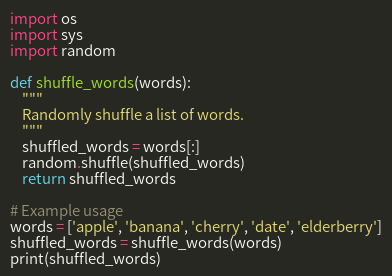 import os
import sys
import random

def shuffle_words(words):
    """
    Randomly shuffle a list of words.
    """
    shuffled_words = words[:]
    random.shuffle(shuffled_words)
    return shuffled_words

# Example usage
words = ['apple', 'banana', 'cherry', 'date', 'elderberry']
shuffled_words = shuffle_words(words)
print(shuffled_words)